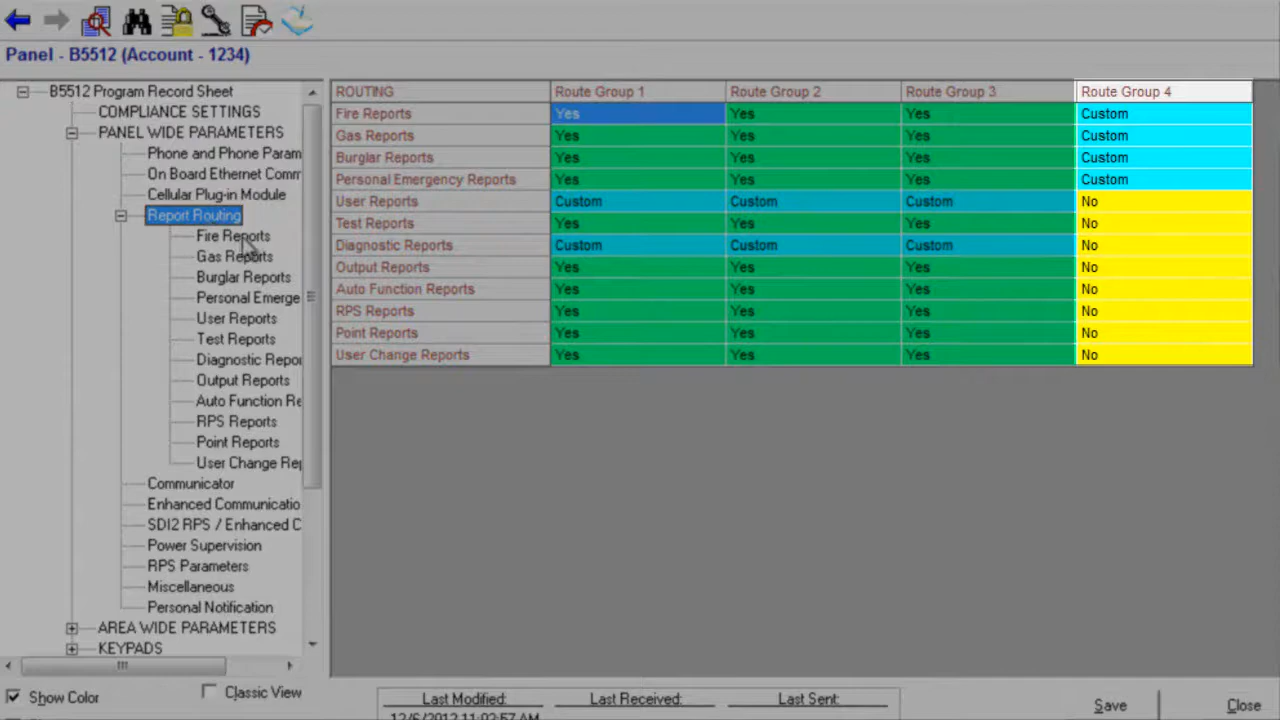 Panel - B5512 (Account - 1234)
B5512 Program Record Sheet
COMPLIANCE SETTINGS
PANEL WIDE PARAMETERS
Phone and Phone Param
On Board Ethernet Comm
Cellular Plug-in Module
Report Routing
Fire Reports
Gas Reports
Burglar Reports
Personal Emerge
User Reports
Test Reports
Diagnostic Repor
Output Reports
Auto Function Re
RPS Reports
Point Reports
User Change Rep
Communicator
Enhanced Communicatio
SDI2 RPS / Enhanced C
Power Supervision
RPS Parameters
Miscellaneous
Personal Notification
AREA WIDE PARAMETERS
KEYPADS
ROUTING Route Group 1 Route Group 2 Route Group 3 Route Group 4
Fire Reports Yes Yes Yes Custom
Gas Reports Yes Yes Yes Custom
Burglar Reports Yes Yes Yes Custom
Personal Emergency Reports Yes Yes Yes Custom
User Reports Custom Custom Custom No
Test Reports Yes Yes Yes No
Diagnostic Reports Custom Custom Custom No
Output Reports Yes Yes Yes No
Auto Function Reports Yes Yes Yes No
RPS Reports Yes Yes Yes No
Point Reports Yes Yes Yes No
User Change Reports Yes Yes Yes No
Show Color Classic View
Last Modified: Last Received: Last Sent:
12/6/2012 11:02:57 AM
Save Close